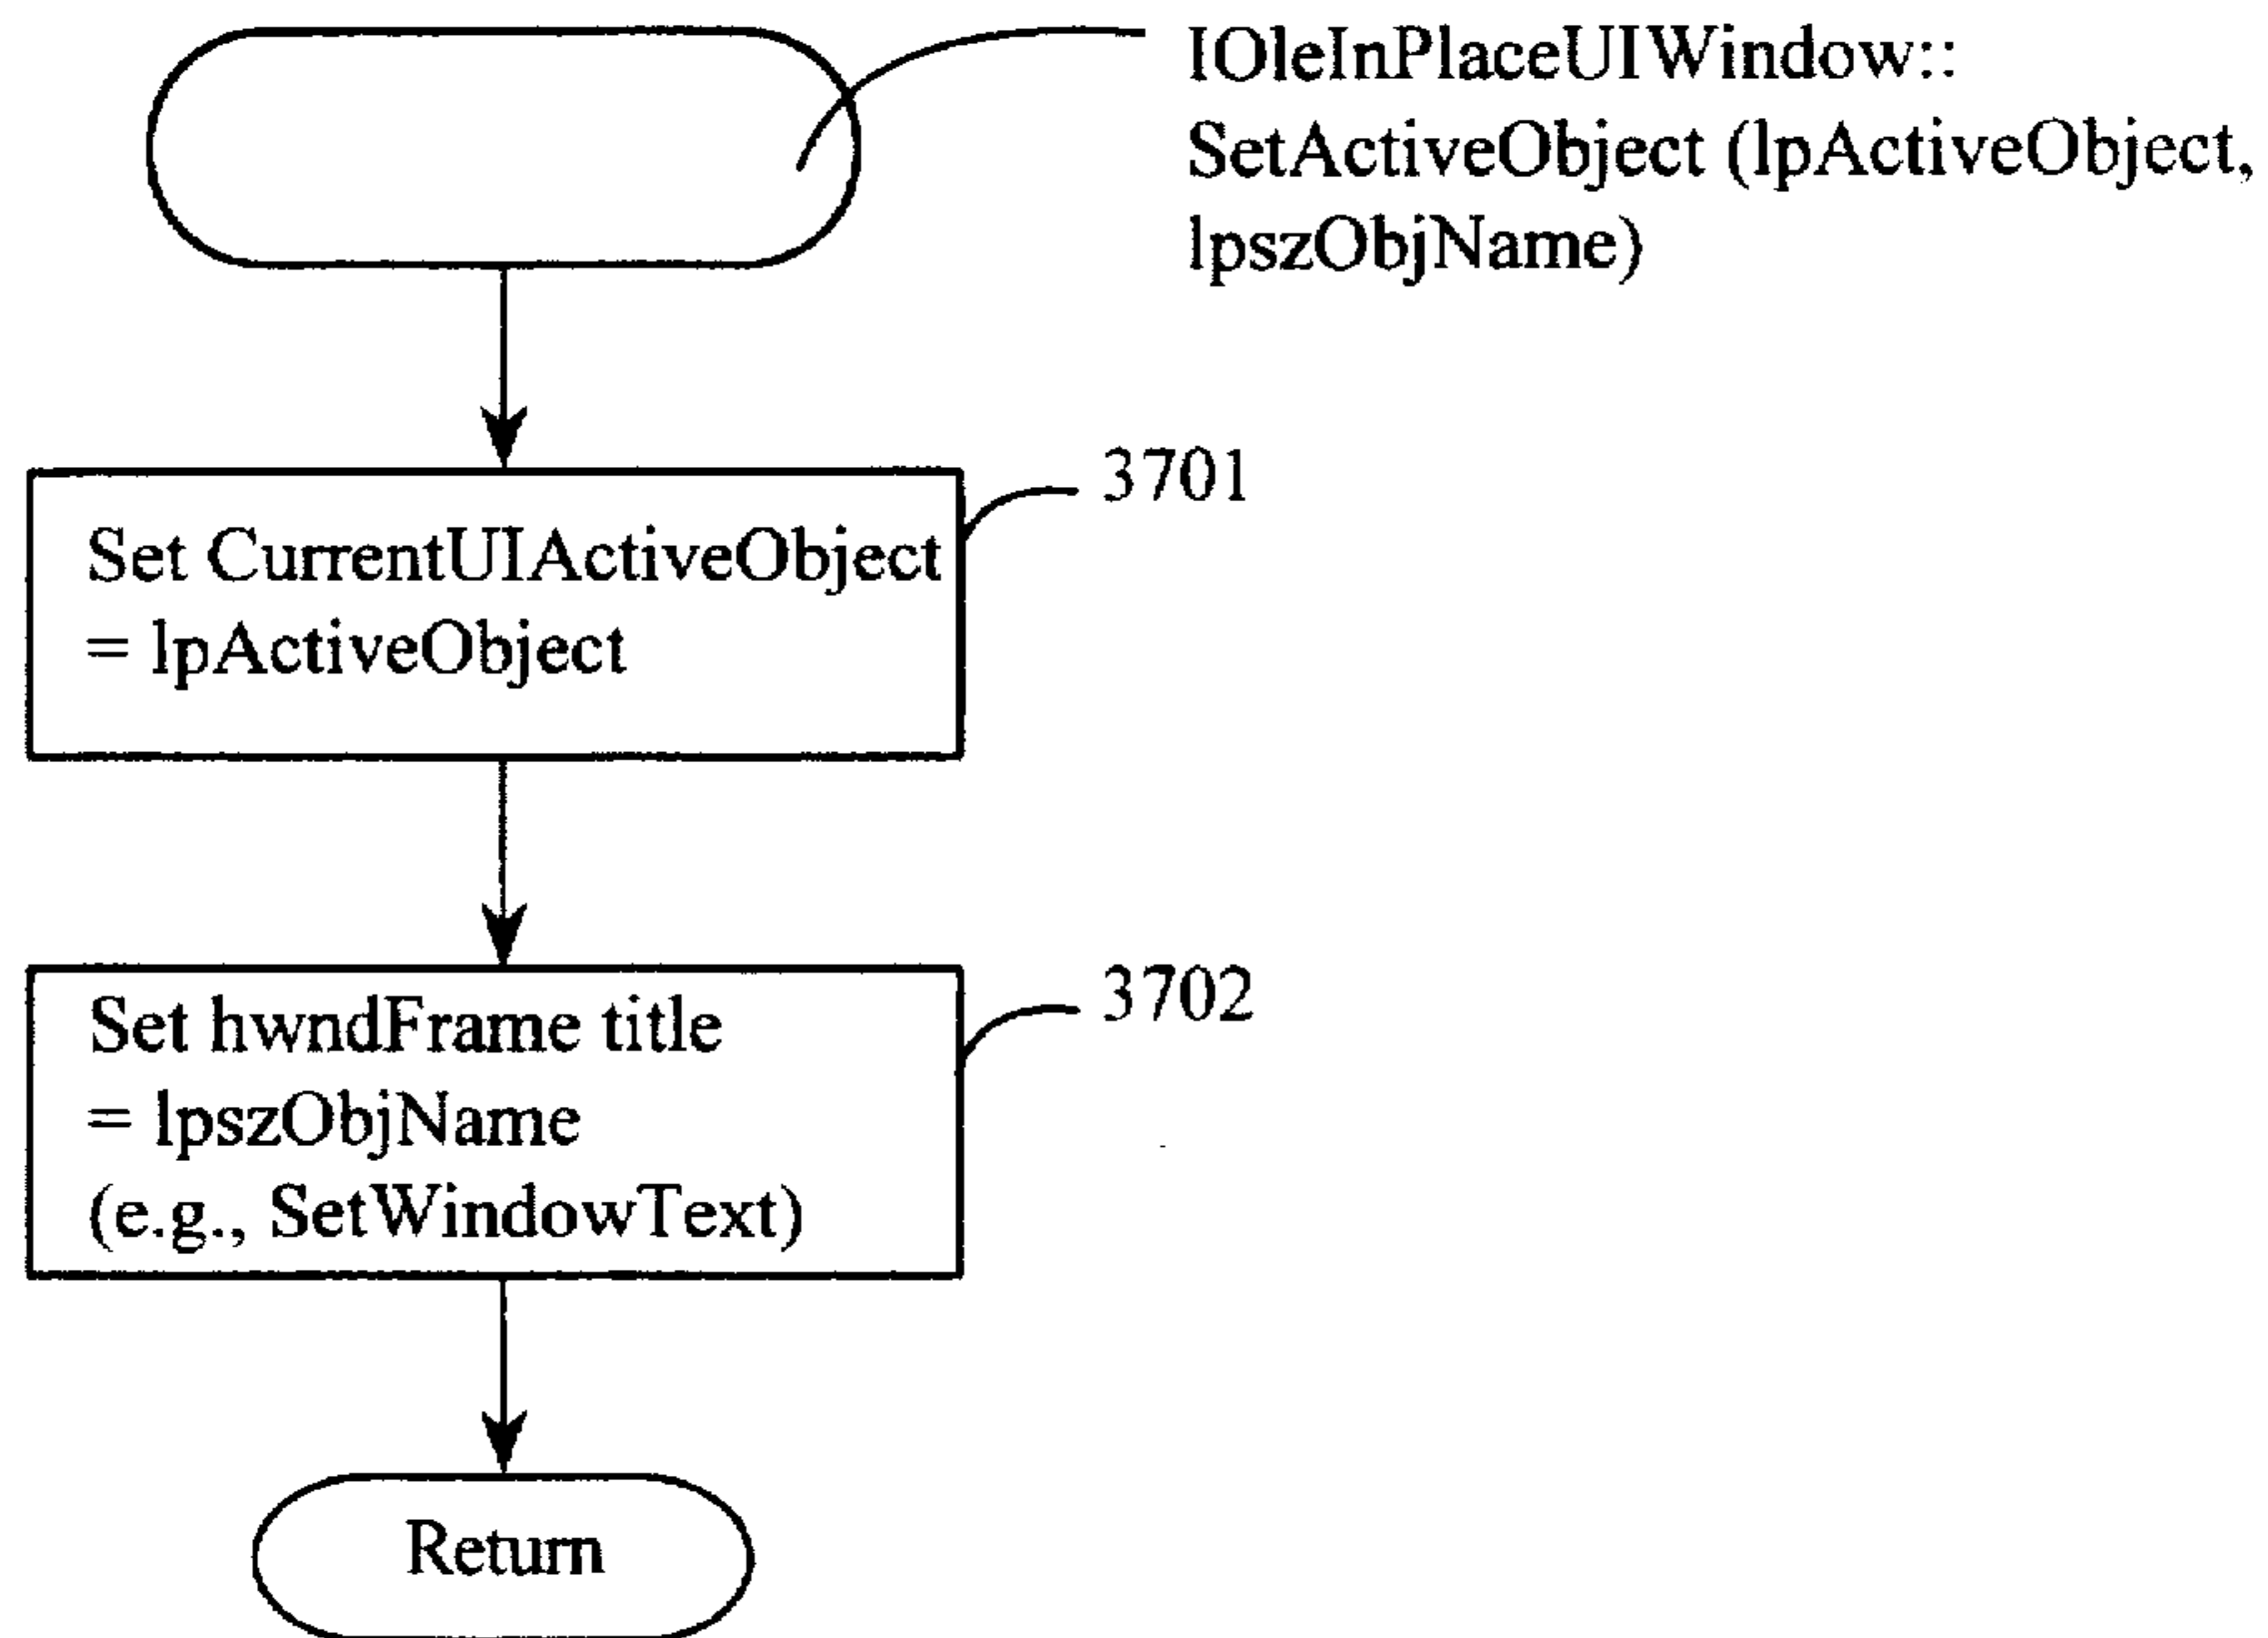 IOleInPlaceUIWindow::
SetActiveObject (lpActiveObject,
lpszObjName)
3701
Set CurrentUIActiveObject
= lpActiveObject
3702
Set hwndFrame title
= lpszObjName
(e.g., SetWindowText)
Return